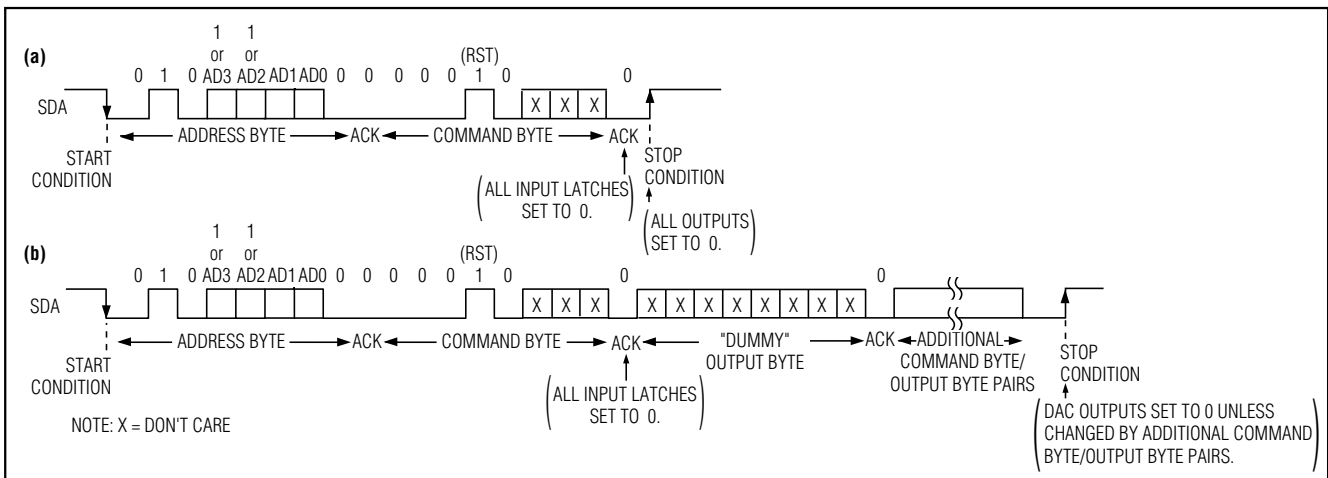 (a)
1 1
or or (RST)
0 1 0 AD3 AD2 AD1 AD0 0 0 0 0 0 1 0 0
SDA X X X
ADDRESS BYTE ACK COMMAND BYTE ACK
START
CONDITION
STOP
CONDITION
(ALL INPUT LATCHES
SET TO 0.)
(ALL OUTPUTS
SET TO 0.)
(b)
1 1
or or (RST)
0 1 0 AD3 AD2 AD1 AD0 0 0 0 0 0 1 0 0 0
SDA X X X X X X X X X X X
ADDRESS BYTE ACK COMMAND BYTE ACK "DUMMY"
OUTPUT BYTE
ACK ADDITIONAL
COMMAND BYTE/
OUTPUT BYTE PAIRS
START
CONDITION
STOP
CONDITION
(ALL INPUT LATCHES
SET TO 0.)
(DAC OUTPUTS SET TO 0 UNLESS
CHANGED BY ADDITIONAL COMMAND
BYTE/OUTPUT BYTE PAIRS.)
NOTE: X = DON'T CARE